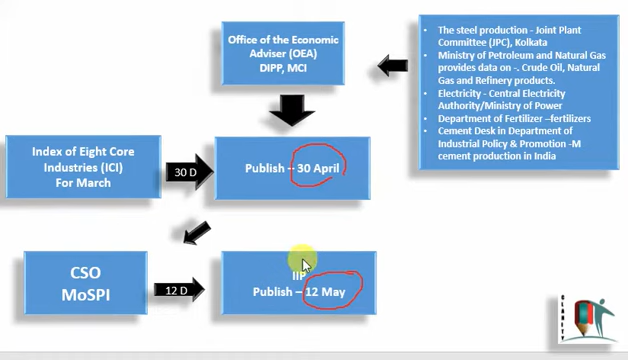 Office of the Economic
Adviser (OEA)
DIPP, MCI
• The steel production - Joint Plant
Committee (JPC), Kolkata
• Ministry of Petroleum and Natural Gas
provides data on -. Crude Oil, Natural
Gas and Refinery products.
• Electricity - Central Electricity
Authority/Ministry of Power
• Department of Fertilizer –fertilizers
• Cement Desk in Department of
Industrial Policy & Promotion -M
cement production in India
Index of Eight Core
Industries (ICI)
For March
30 D
Publish – 30 April
CSO
MoSPI
12 D
IIP
Publish – 12 May
CLARITY